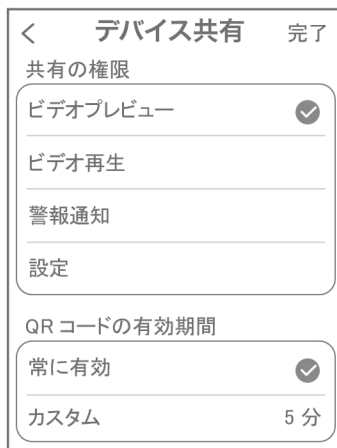 デバイス共有 完了
共有の権限
ビデオプレビュー
ビデオ再生
警報通知
設定
QRコードの有効期間
常に有効
カスタム 5 分